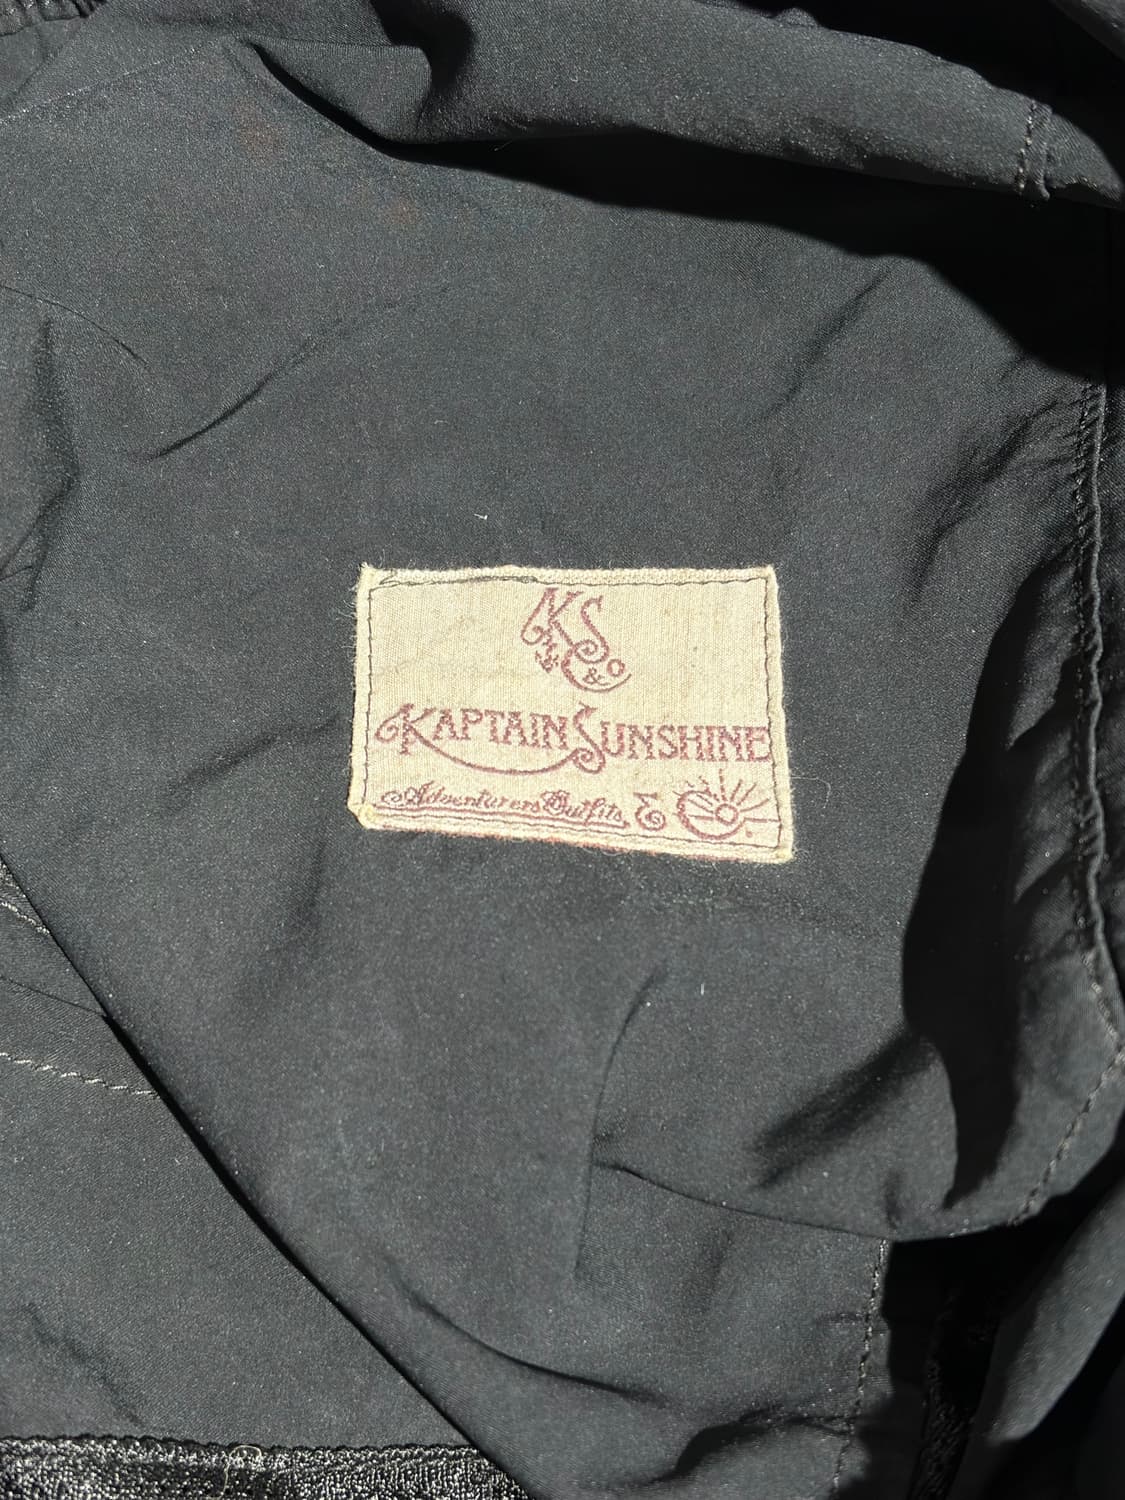 KS
& Co
KAPTAIN SUNSHINE
Adventurers Outfits, & Co.